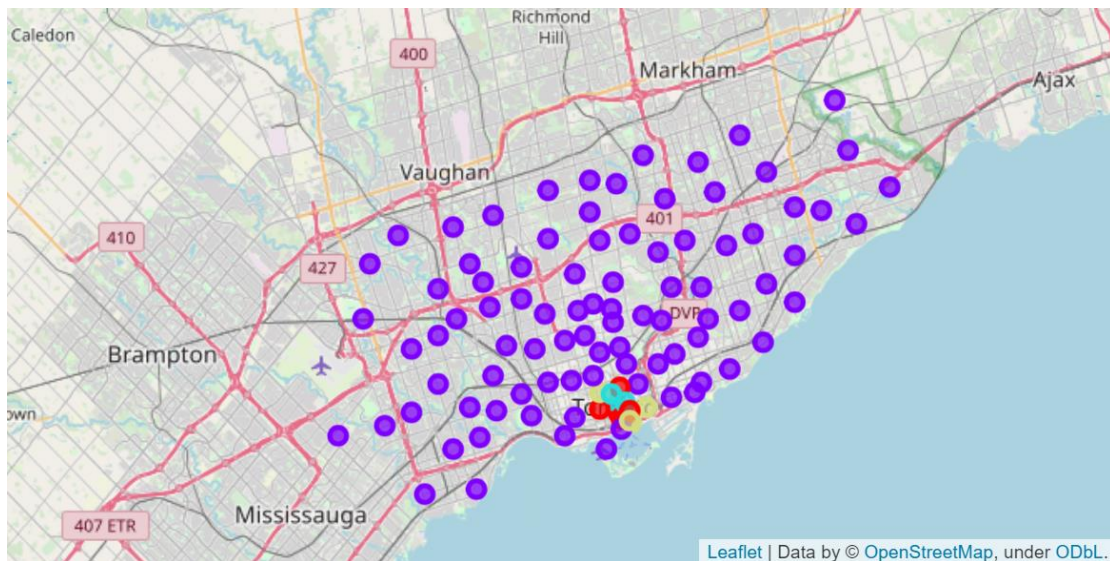 Caledon
Richmond
Hill
400
Markham
Ajax
Vaughan
401
410
427
DVP
Brampton
own
To
Mississauga
407 ETR
Leaflet | Data by © OpenStreetMap, under ODbL.